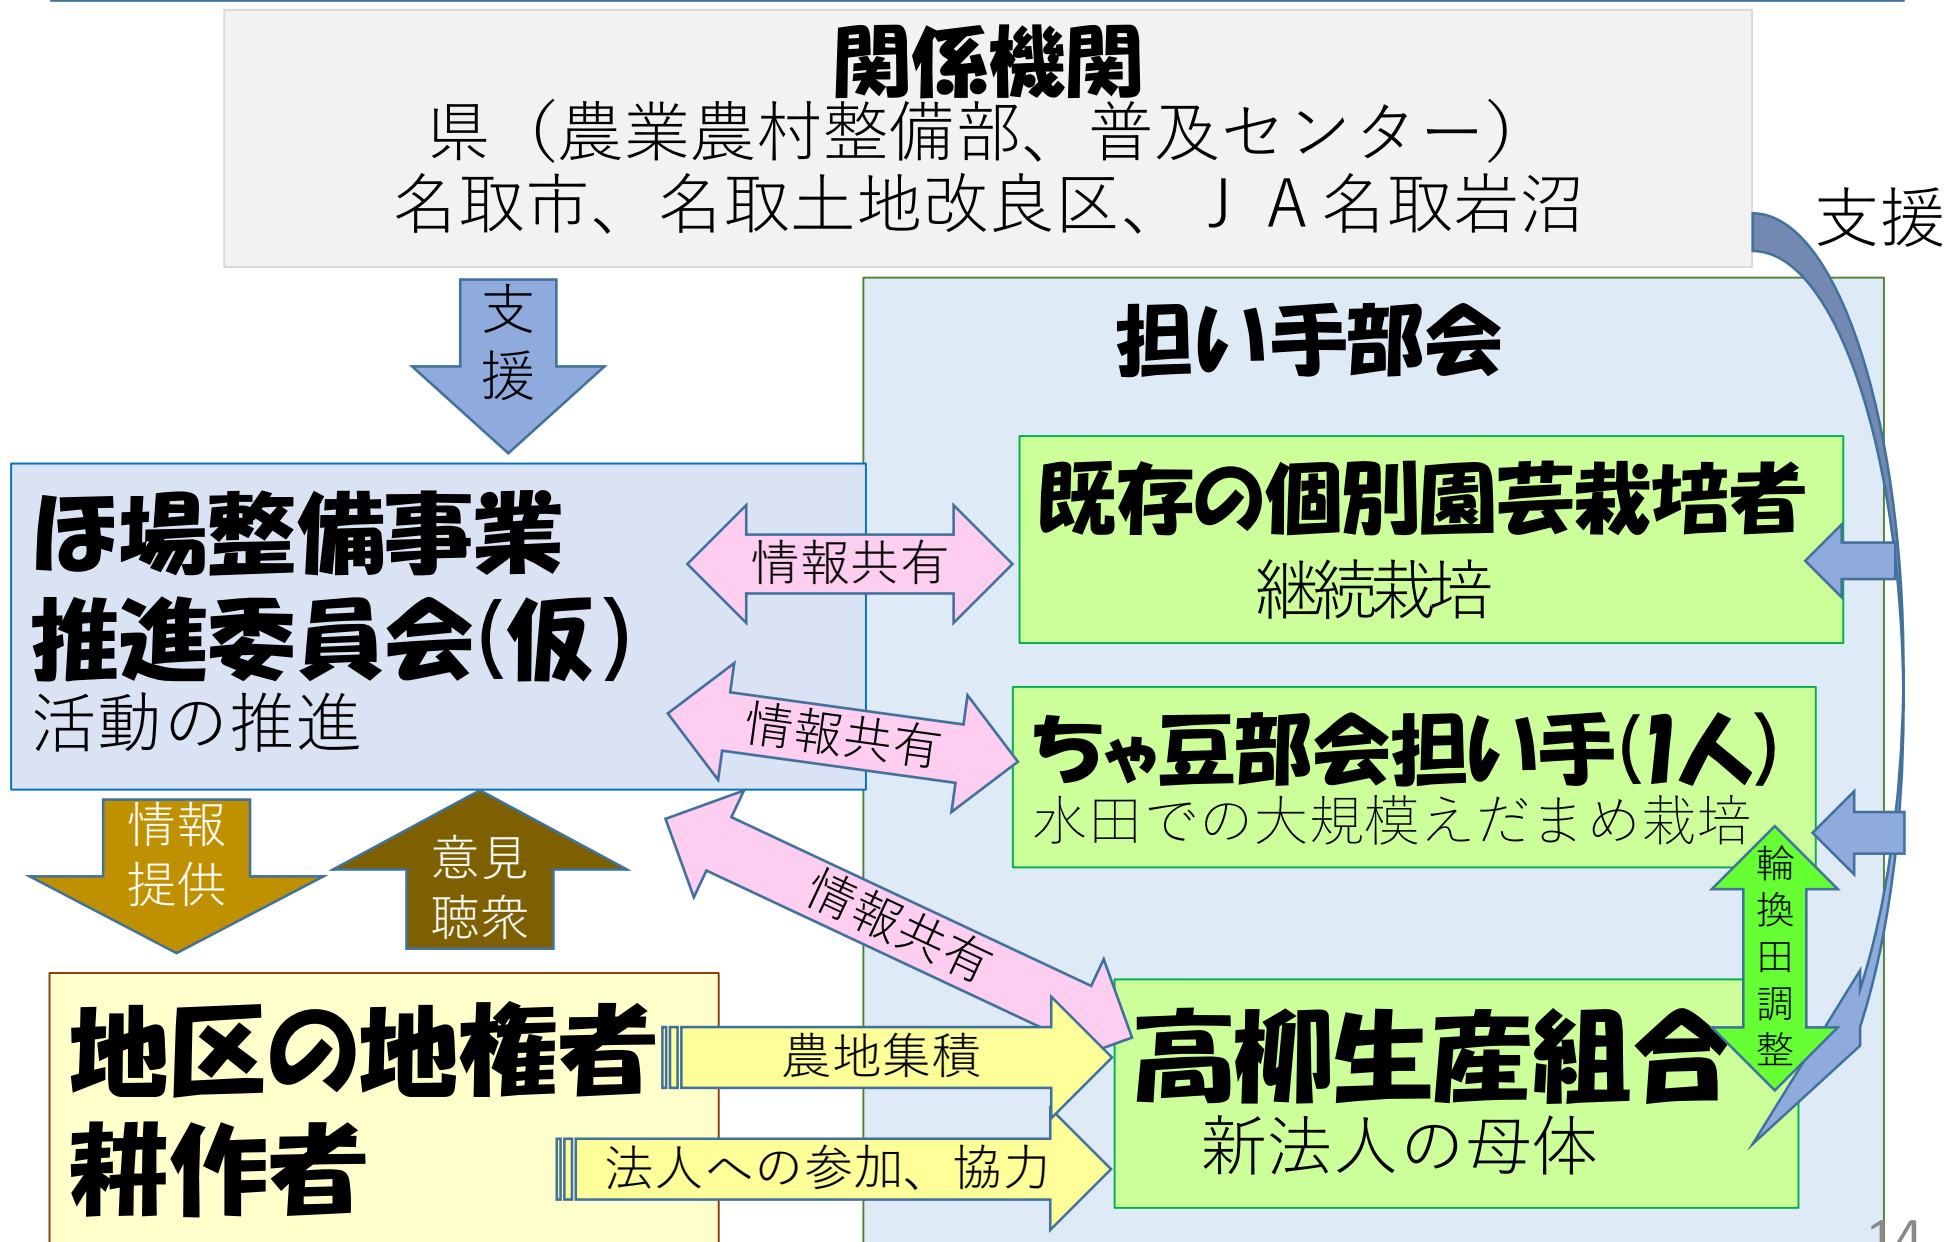 関係機関
県（農業農村整備部、普及センター）
名取市、名取土地改良区、ＪＡ名取岩沼
支援
支援
担い手部会
既存の個別園芸栽培者
継続栽培
ほ場整備事業
推進委員会(仮)
活動の推進
情報共有
情報共有
ちゃ豆部会担い手(1人)
水田での大規模えだまめ栽培
情報提供
意見聴衆
情報共有
輪換田調整
地区の地権者
耕作者
農地集積
法人への参加、協力
高柳生産組合
新法人の母体
14